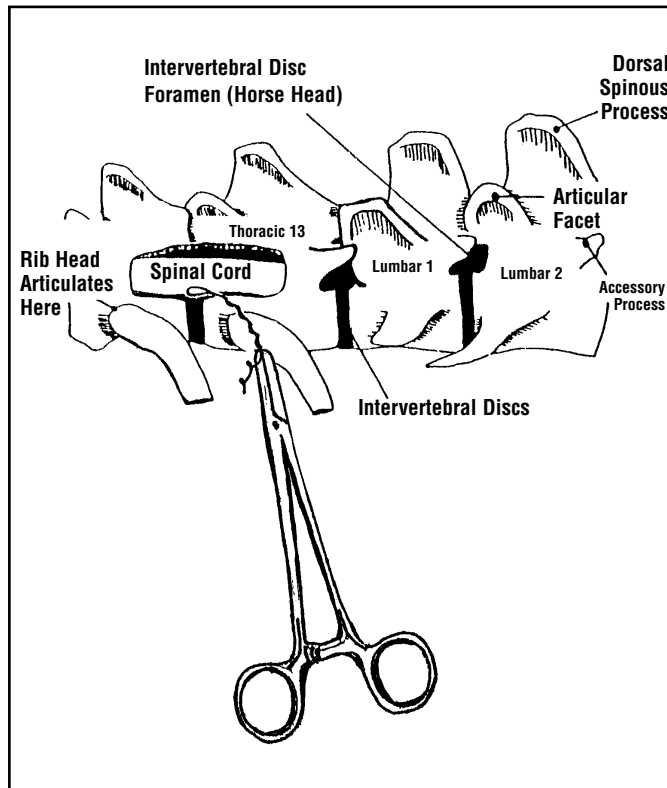 Intervertebral Disc
Foramen (Horse Head)
Dorsal
Spinous
Process
Articular
Facet
Thoracic 13
Rib Head
Articulates
Here
Spinal Cord
Lumbar 1
Lumbar 2
Accessory
Process
Intervertebral Discs